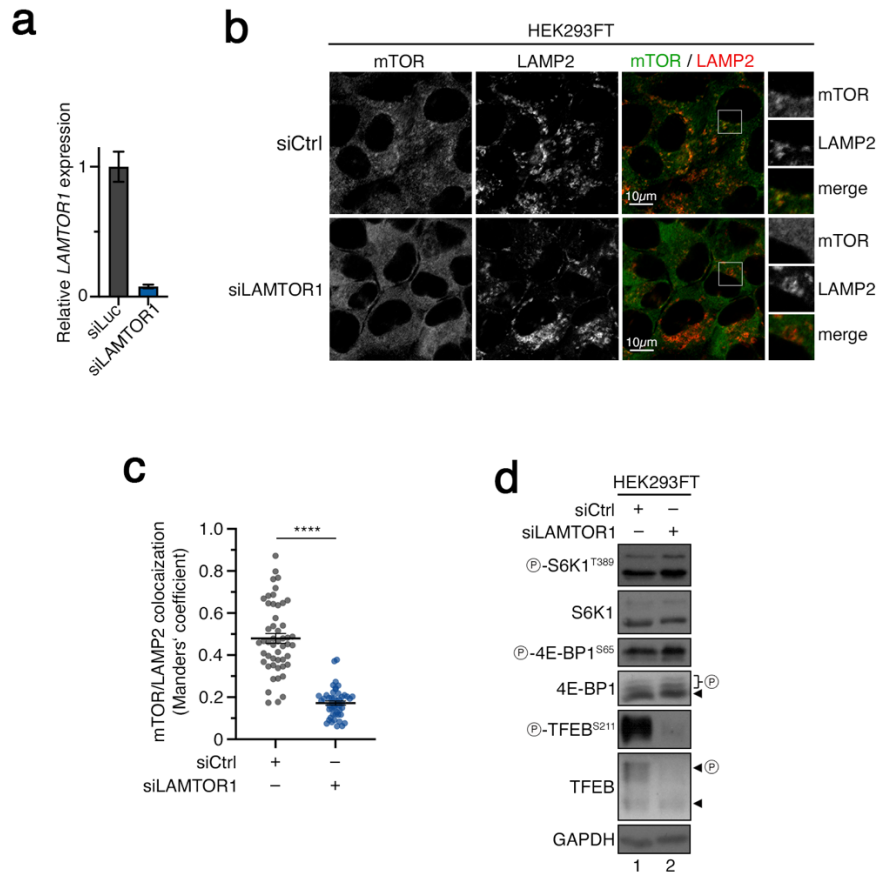 a
Relative LAMTOR1 expression
1
0
siLuc
siLAMTOR1
b
HEK293FT
mTOR LAMP2 mTOR / LAMP2
siCtrl
10µm
mTOR
LAMP2
merge
siLAMTOR1
10µm
mTOR
LAMP2
merge
c
mTOR/LAMP2 colocaization
(Manders' coefficient)
1.0
0.8
0.6
0.4
0.2
0
****
siCtrl + –
siLAMTOR1 – +
d
HEK293FT
siCtrl + –
siLAMTOR1 – +
Ⓟ-S6K1T389
S6K1
Ⓟ-4E-BP1S65
4E-BP1 Ⓟ
Ⓟ-TFEBS211
TFEB Ⓟ
GAPDH
1 2